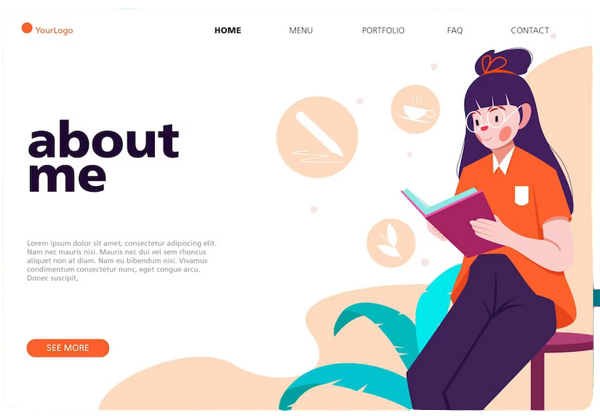 YourLogo
HOME MENU PORTFOLIO FAQ CONTACT
about
me
Lorem ipsum dolor sit amet, consectetur adipiscing elit.
Nam nec mauris nisi. Mauris nec dui vel sem rhoncus
aliquet non at diam. Nam eu bibendum nisi. Vivamus
condimentum consectetur nunc, eget congue arcu.
Donec suscipit,
SEE MORE